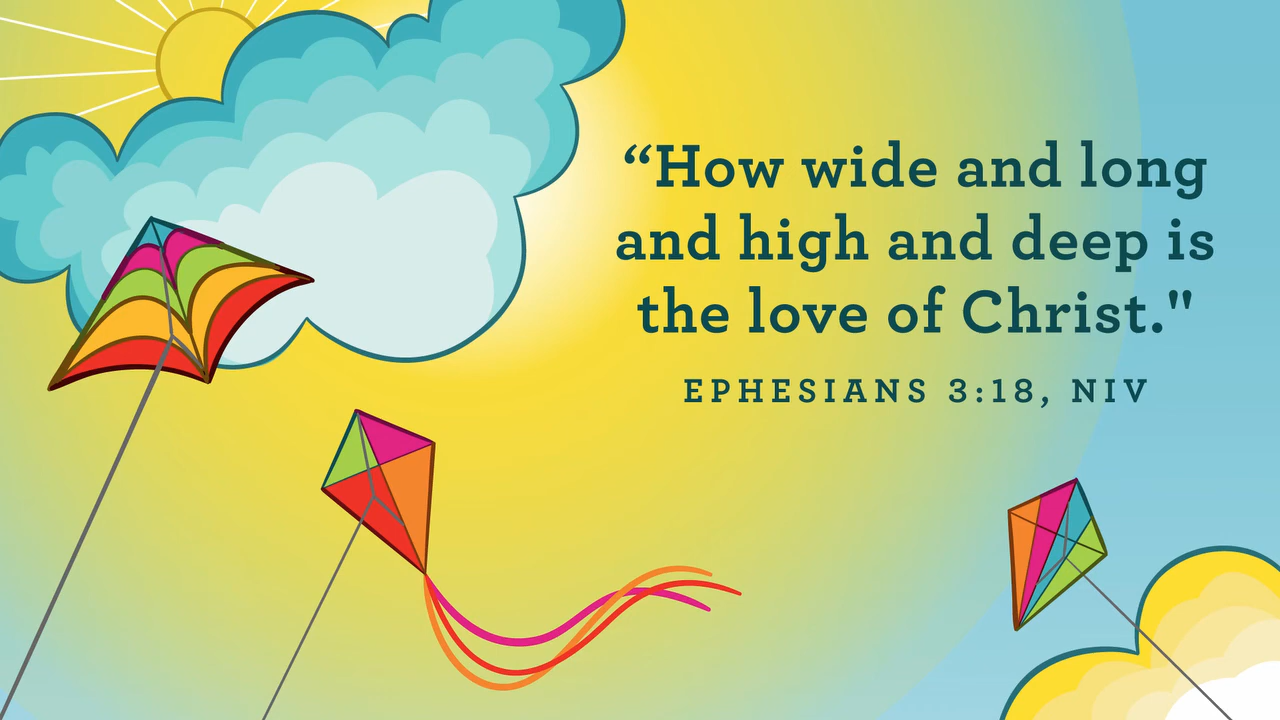 “How wide and long
and high and deep is
the love of Christ."
EPHESIANS 3:18, NIV